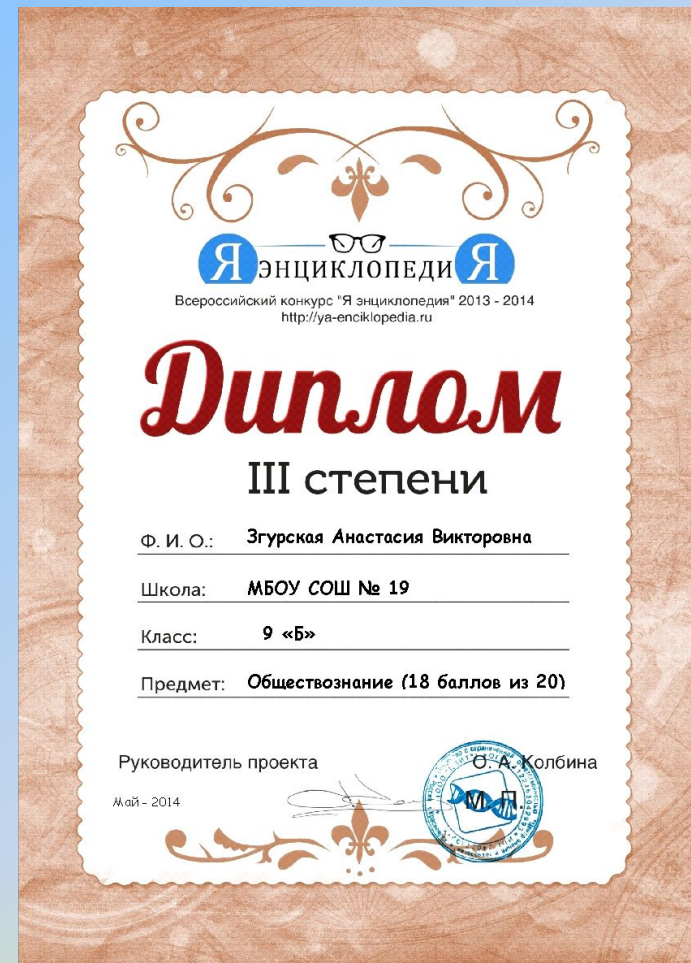 Я ЭНЦИКЛОПЕДИ Я
Всероссийский конкурс "Я энциклопедия" 2013 - 2014
http://ya-enciklopedia.ru
Диплом
III степени
Ф. И. О.: Згурская Анастасия Викторовна
Школа: МБОУ СОШ № 19
Класс: 9 «Б»
Предмет: Обществознание (18 баллов из 20)
Руководитель проекта О. А. Колбина
Май - 2014 М. П.